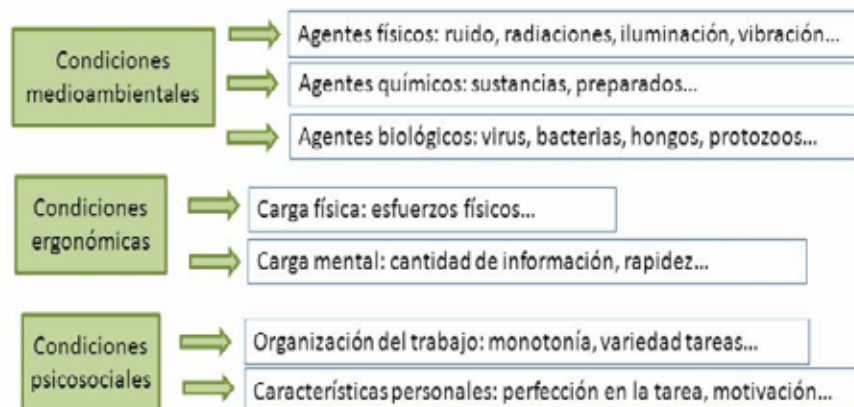 Condiciones
medioambientales
Agentes físicos: ruido, radiaciones, iluminación, vibración...
Agentes químicos: sustancias, preparados...
Agentes biológicos: virus, bacterias, hongos, protozoos...
Condiciones
ergonómicas
Carga física: esfuerzos físicos...
Carga mental: cantidad de información, rapidez...
Condiciones
psicosociales
Organización del trabajo: monotonía, variedad tareas...
Características personales: perfección en la tarea, motivación...